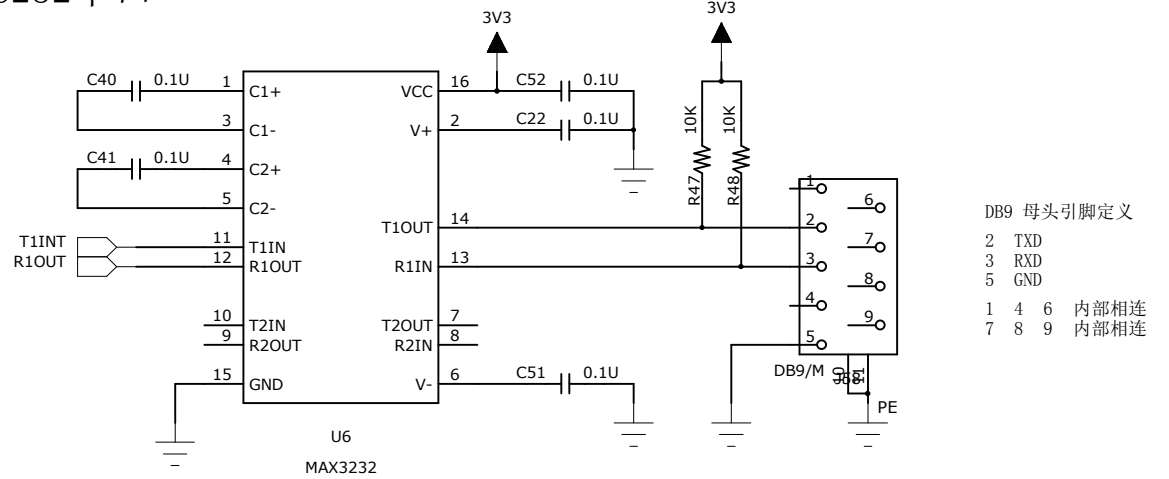 3V3
3V3
C40 0.1U
1 C1+
3 C1-
C41 0.1U
4 C2+
5 C2-
T1INT 11 T1IN
R1OUT 12 R1OUT
10 T2IN
9 R2OUT
15 GND
VCC 16 C52 0.1U
V+ 2 C22 0.1U
T1OUT 14
R1IN 13
T2OUT 7
R2IN 8
V- 6 C51 0.1U
U6
MAX3232
10K
10K
R47
R48
1
6
2
7
3
8
4
9
5
DB9/M
J58
10
11
PE
DB9 母头引脚定义
2 TXD
3 RXD
5 GND
1 4 6 内部相连
7 8 9 内部相连